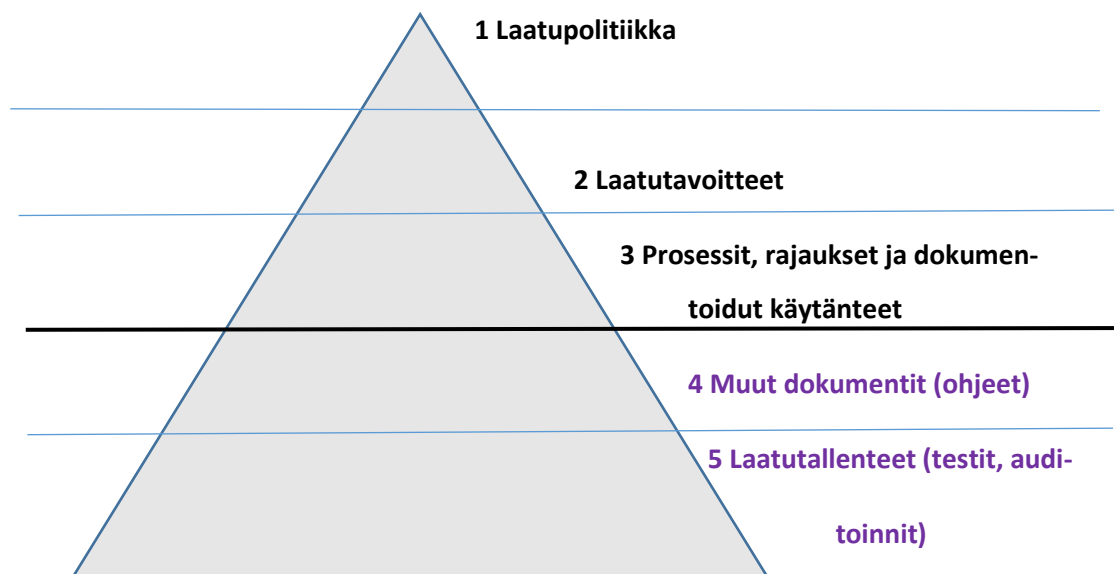 1 Laatupolitiikka
2 Laatutavoitteet
3 Prosessit, rajaukset ja dokumen-
toidut käytänteet
4 Muut dokumentit (ohjeet)
5 Laatutallenteet (testit, audi-
toinnit)